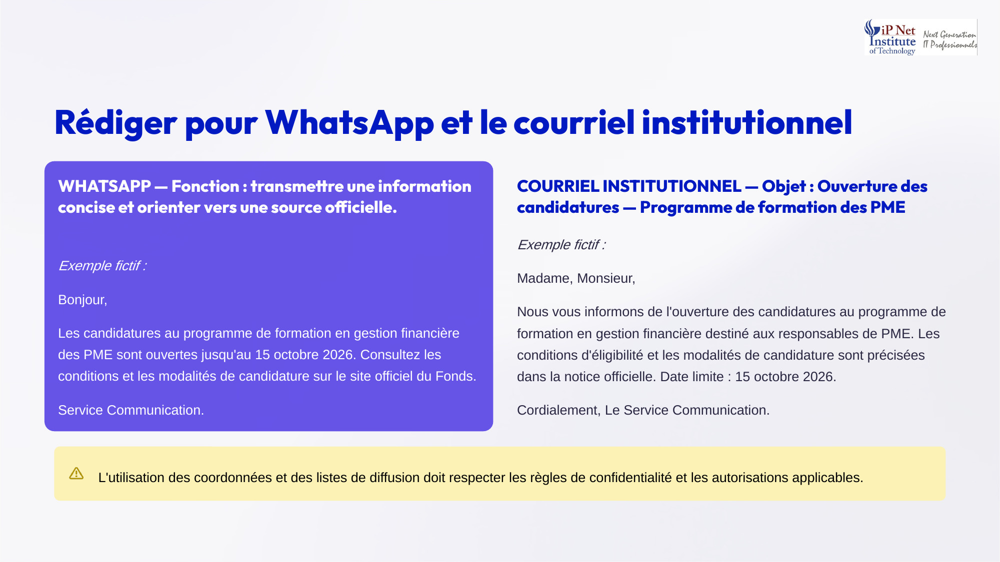 iP Net
Institute
of Technology
Next Generation
IT Professionnels
Rédiger pour WhatsApp et le courriel institutionnel
WHATSAPP — Fonction : transmettre une information
concise et orienter vers une source officielle.
Exemple fictif :
Bonjour,
Les candidatures au programme de formation en gestion financière
des PME sont ouvertes jusqu'au 15 octobre 2026. Consultez les
conditions et les modalités de candidature sur le site officiel du Fonds.
Service Communication.
COURRIEL INSTITUTIONNEL — Objet : Ouverture des
candidatures — Programme de formation des PME
Exemple fictif :
Madame, Monsieur,
Nous vous informons de l'ouverture des candidatures au programme de
formation en gestion financière destiné aux responsables de PME. Les
conditions d'éligibilité et les modalités de candidature sont précisées
dans la notice officielle. Date limite : 15 octobre 2026.
Cordialement, Le Service Communication.
L'utilisation des coordonnées et des listes de diffusion doit respecter les règles de confidentialité et les autorisations applicables.